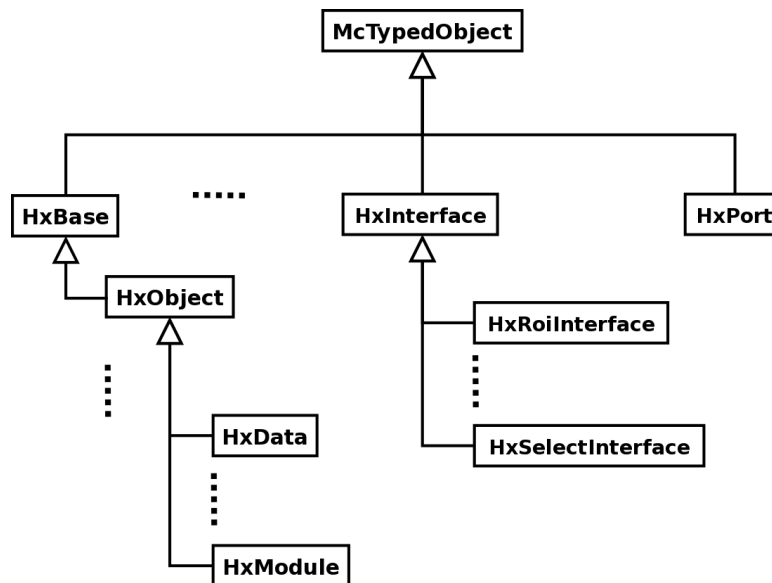 McTypedObject
HxBase
HxInterface
HxPort
HxObject
HxRoiInterface
HxData
HxSelectInterface
HxModule